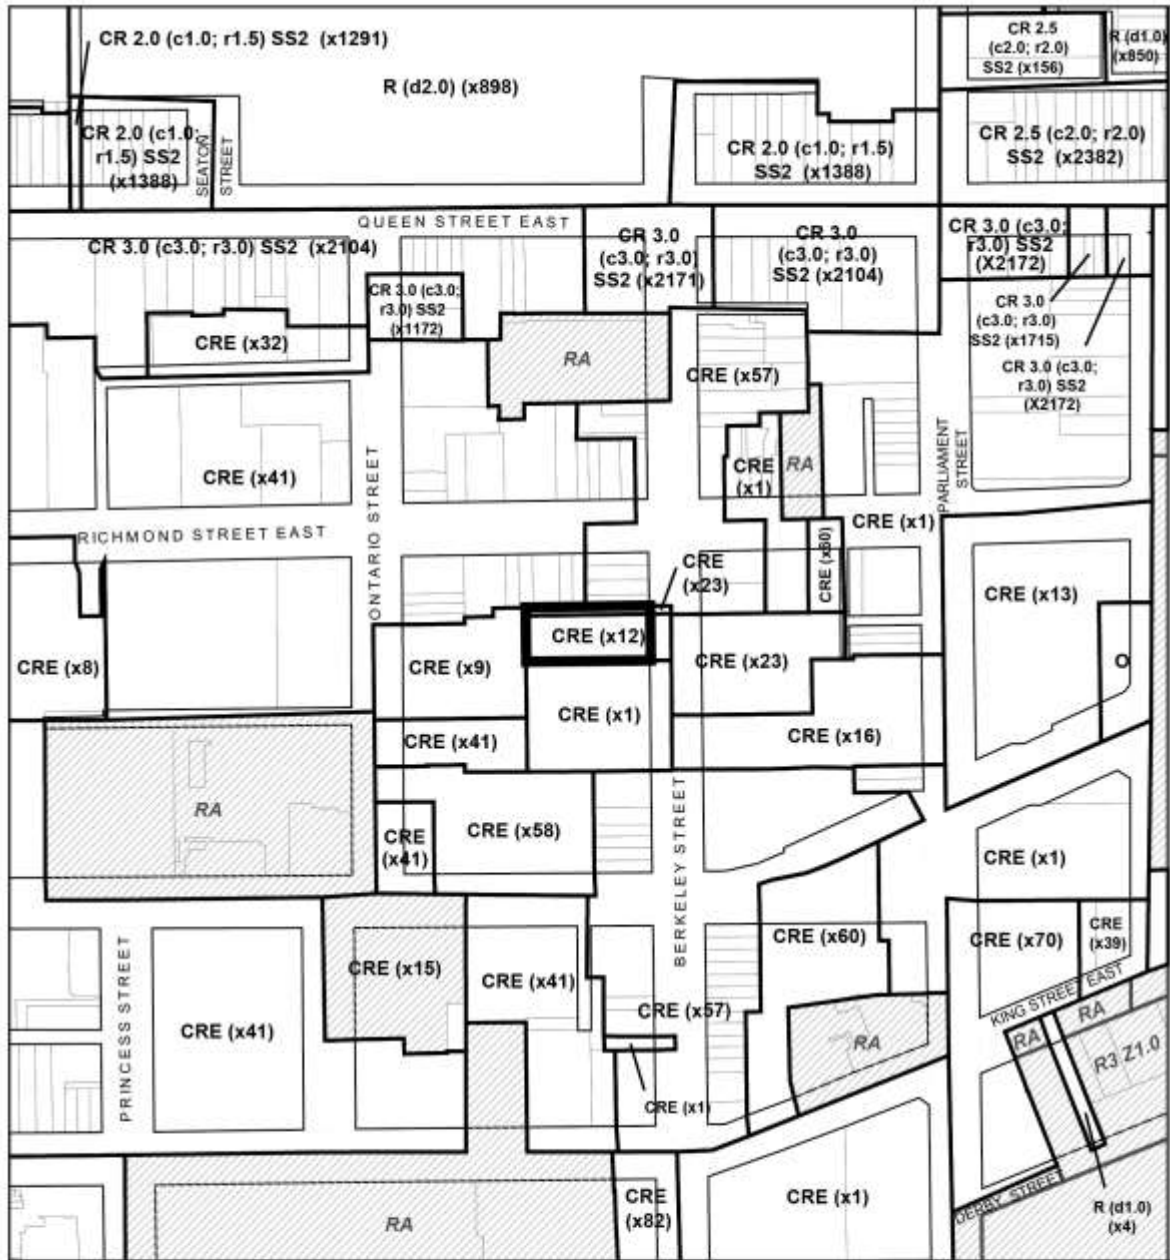 CR 2.0 (c1.0; r1.5) SS2 (x1291)
R (d2.0) (x898)
CR 2.5
(c2.0; r2.0)
SS2 (x156)
R (d1.0)
(x850)
CR 2.0 (c1.0;
r1.5) SS2
(x1388)
SEATON
STREET
CR 2.0 (c1.0; r1.5)
SS2 (x1388)
CR 2.5 (c2.0; r2.0)
SS2 (x2382)
QUEEN STREET EAST
CR 3.0 (c3.0; r3.0) SS2 (x2104)
CR 3.0
(c3.0; r3.0)
SS2 (x2171)
CR 3.0
(c3.0; r3.0)
SS2 (x2104)
CR 3.0 (c3.0;
r3.0) SS2
(X2172)
CR 3.0 (c3.0;
r3.0) SS2
(x1172)
CR 3.0
(c3.0; r3.0)
SS2 (x1715)
CR 3.0 (c3.0;
r3.0) SS2
(X2172)
CRE (x32)
RA
CRE (x57)
CRE (x41)
ONTARIO STREET
CRE
(x1)
RA
PARLIAMENT
STREET
RICHMOND STREET EAST
CRE (x1)
CRE
(x23)
CRE (x60)
CRE (x13)
CRE (x8)
CRE (x9)
CRE (x12)
CRE (x23)
O
CRE (x1)
CRE (x41)
CRE (x16)
RA
CRE
(x41)
CRE (x58)
BERKELEY STREET
CRE (x1)
CRE (x60)
CRE (x70)
CRE
(x39)
PRINCESS STREET
CRE (x15)
CRE (x41)
CRE (x57)
KING STREET EAST
CRE (x41)
RA
RA
RA
R3 Z1.0
CRE (x1)
CRE (x1)
CRE
(x82)
RA
DERBY STREET
R (d1.0)
(x4)